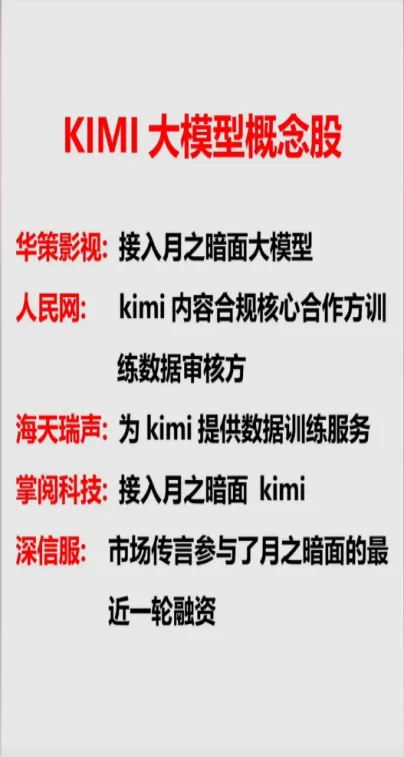 KIMI 大模型概念股
华策影视: 接入月之暗面大模型
人民网: kimi 内容合规核心合作方训
练数据审核方
海天瑞声: 为 kimi 提供数据训练服务
掌阅科技: 接入月之暗面 kimi
深信服: 市场传言参与了月之暗面的最
近一轮融资